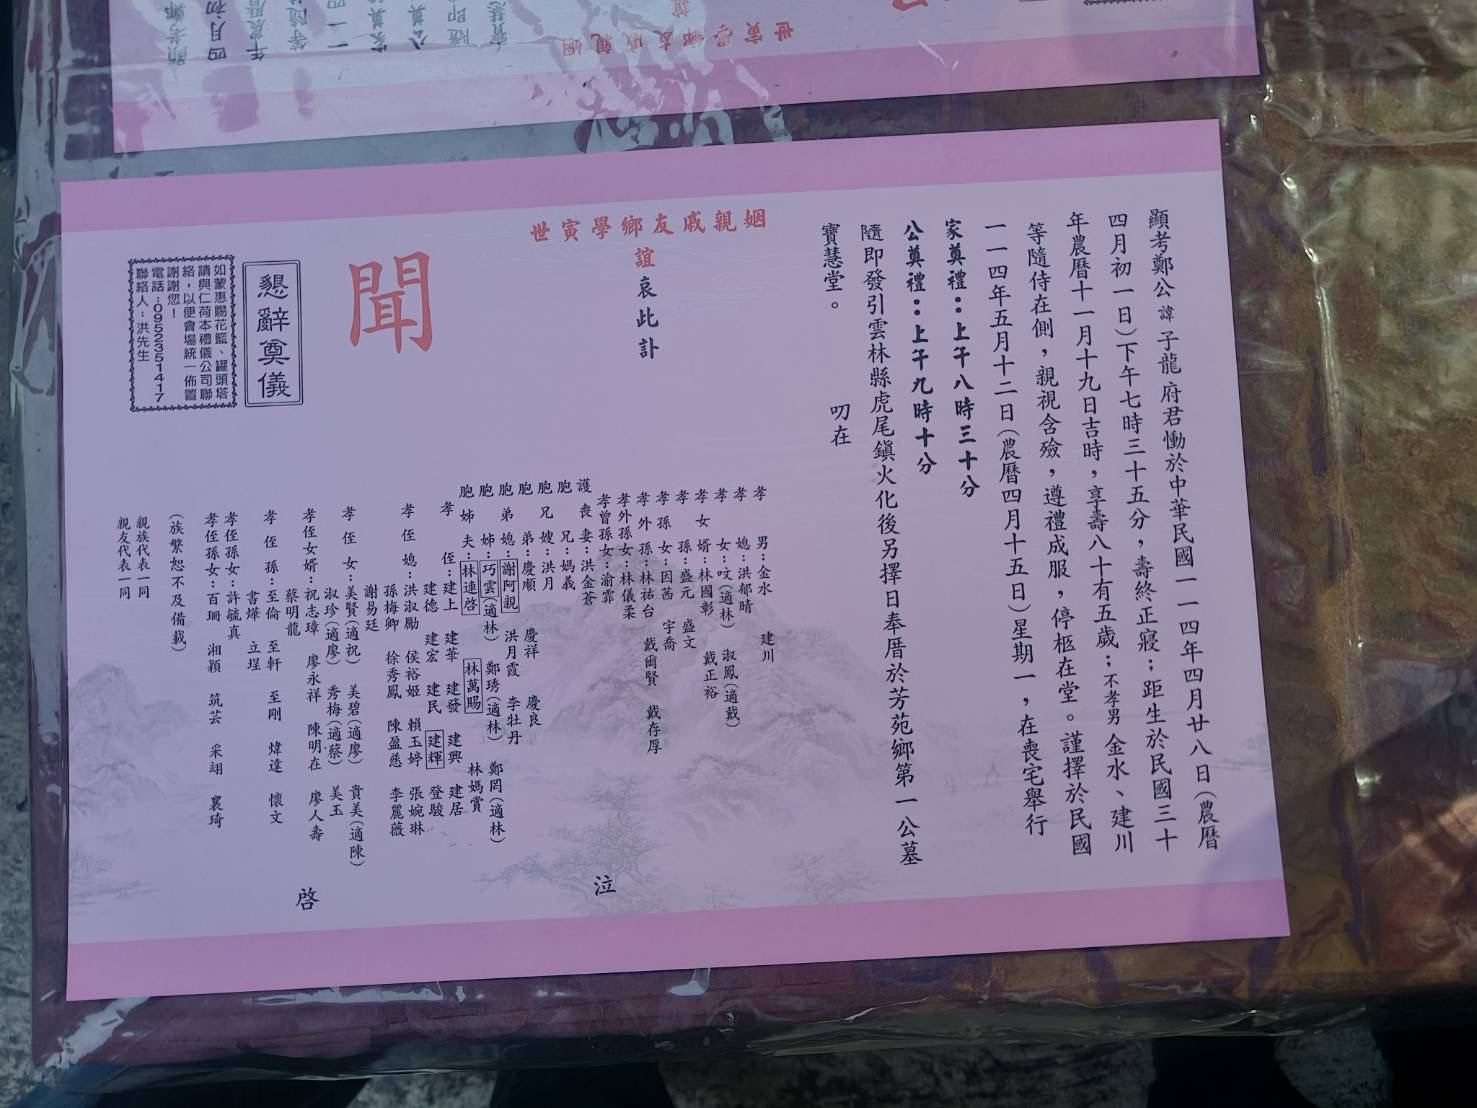 顯考鄭公諱子龍府君慟於中華民國一一四年四月廿八日(農曆
四月初一日)下午七時三十五分,壽終正寢;距生於民國三十
年農曆十一月十九日吉時,享壽八十有五歲;不孝男金水、建川
等隨侍在側,親視含殮,遵禮成服,停柩在堂。謹擇於民國
一一四年五月十二日(農曆四月十五日)星期一,在喪宅舉行
家奠禮:上午八時三十分
公奠禮:上午九時十分
隨即發引雲林縣虎尾鎮火化後另擇日奉厝於芳苑鄉第一公墓
寶慧堂。 叨在
姻親戚友鄉學寅世
誼哀此訃
聞
懇辭奠儀
如蒙惠賜花籃、罐頭塔
請與仁荷本禮儀公司聯
絡,以便會場統一佈置
謝謝您!
電話:0952351417
聯絡人:洪先生
孝男:金水 建川
孝媳:洪郁晴
孝女:(適林) 淑鳳(適戴)
孝女婿:林國彰 戴正裕
孝孫:盛元 盛文
孝孫女:因茜 宇喬
孝外孫:林祐台 戴爾賢 戴存厚
孝外孫女:林儀柔
孝曾孫女:渝霏
護喪妻:洪金蒼
胞兄:媽義
胞兄嫂:洪月
胞弟:慶順 慶祥 慶良
胞弟媳:謝阿親 洪月霞 李牡丹
胞姊:巧雲(適林) 鄭琇(適林) 鄭罔(適林)
胞姊夫:林連啓 林萬賜 林媽賞
孝侄:建上 建華 建發 建興 建居
建德 建宏 建民 建輝 登駿
孝侄媳:洪淑勵 侯裕姬 賴玉婷 張婉琳
孫梅卿 徐秀鳳 陳盈慈 李麗薇
謝易廷
孝侄女:美賢(適祝) 美碧(適廖) 貴美(適陳)
淑珍(適廖) 秀梅(適蔡) 美玉
孝侄女婿:祝志璋 廖永祥 陳明在 廖人壽
蔡明龍
孝侄孫:至倫 至軒 至剛 煒達 懷文
書燁 立埕
孝侄孫女:許毓真
孝侄孫女:百珊 湘穎 筑芸 采翊 襄琦
(族繁恕不及備載)
親族代表一同
親友代表一同
泣
啓